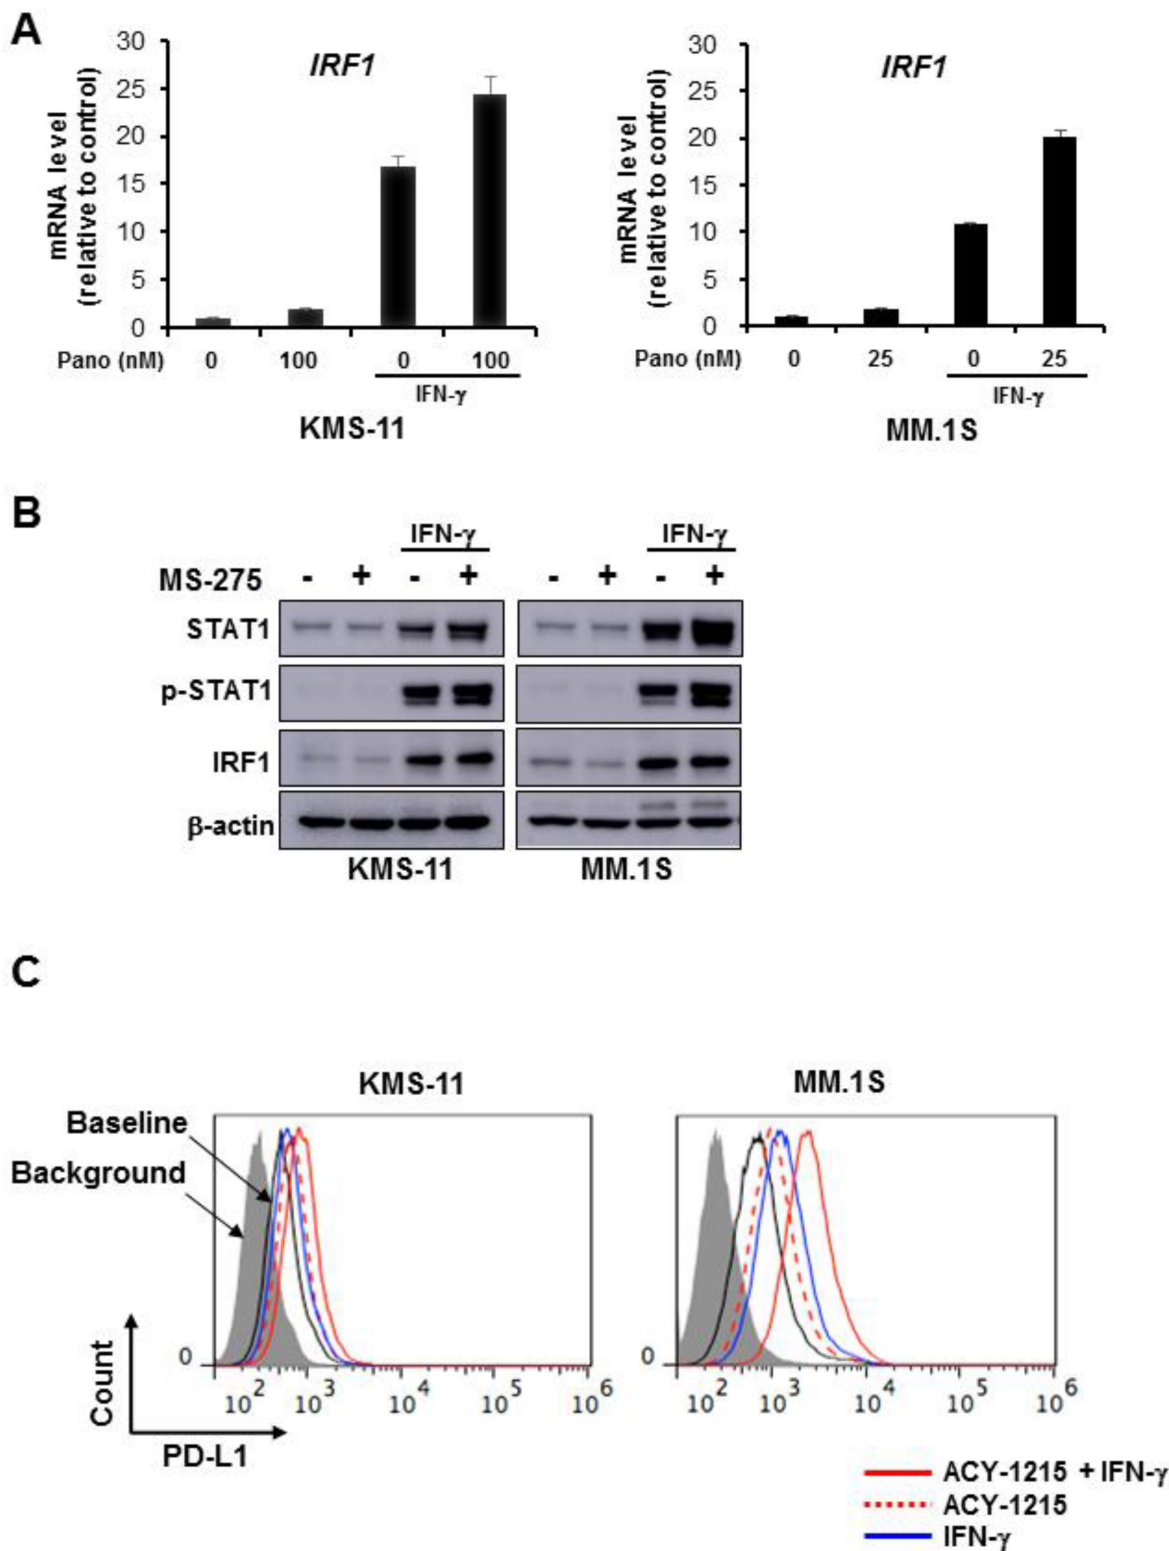 A
IRF1
mRNA level
(relative to control)
30
25
20
15
10
5
0
Pano (nM) 0 100 0 100
IFN-γ
KMS-11
IRF1
mRNA level
(relative to control)
30
25
20
15
10
5
0
0 25 0 25
IFN-γ
MM.1S
B
IFN-γ IFN-γ
MS-275 - + - + - + - +
STAT1
p-STAT1
IRF1
β-actin
KMS-11 MM.1S
C
KMS-11 MM.1S
Baseline
Background
Count
0 0
10² 10³ 10⁴ 10⁵ 10⁶ 10² 10³ 10⁴ 10⁵ 10⁶
PD-L1
ACY-1215 + IFN-γ
ACY-1215
IFN-γ